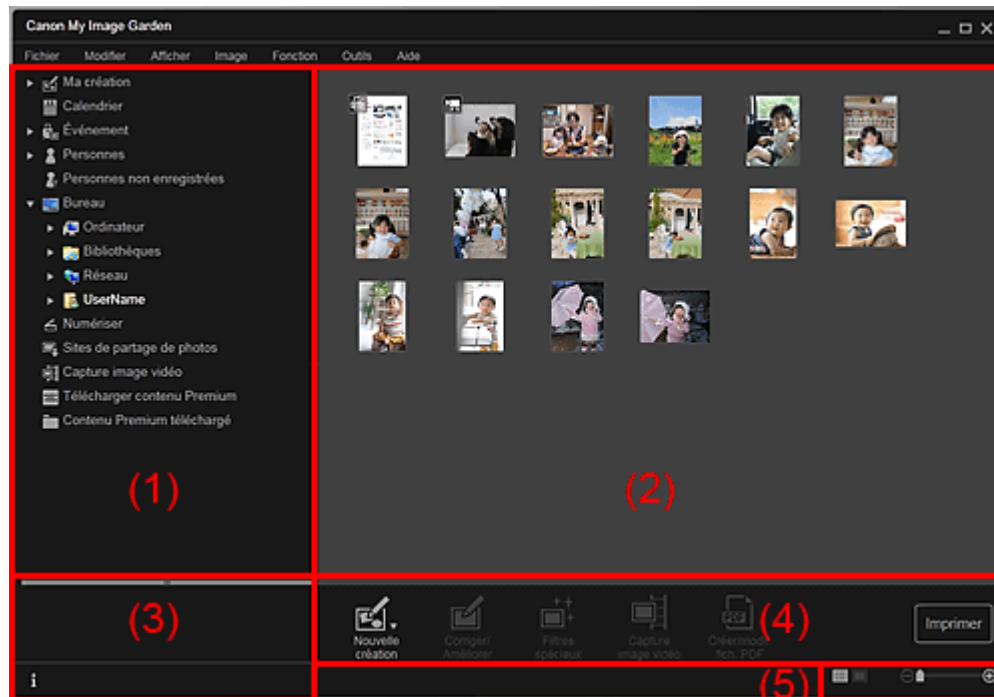 Canon My Image Garden
Fichier Modifier Afficher Image Fonction Outils Aide
Ma création
Calendrier
Événement
Personnes
Personnes non enregistrées
Bureau
Ordinateur
Bibliothèques
Réseau
UserName
Numériser
Sites de partage de photos
Capture image vidéo
Télécharger contenu Premium
Contenu Premium téléchargé
(1)
(2)
(3)
Nouvelle création
Corriger/ Améliorer
Filtres spéciaux
Capture image vidéo
Créer/modi fich. PDF
(4)
Imprimer
(5)